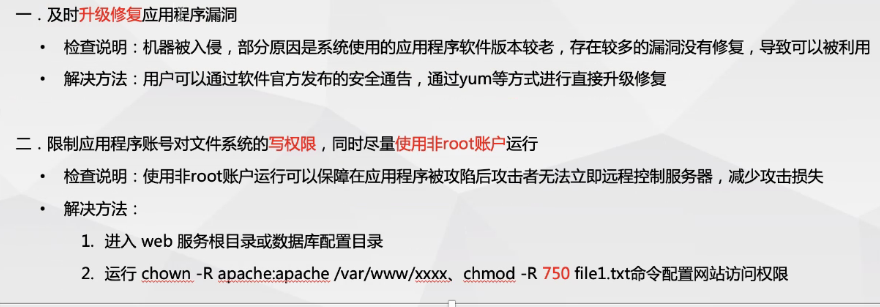 一．及时升级修复应用程序漏洞
• 检查说明：机器被入侵，部分原因是系统使用的应用程序软件版本较老，存在较多的漏洞没有修复，导致可以被利用
• 解决方法：用户可以通过软件官方发布的安全通告，通过yum等方式进行直接升级修复
二．限制应用程序账号对文件系统的写权限，同时尽量使用非root账户运行
• 检查说明：使用非root账户运行可以保障在应用程序被攻陷后攻击者无法立即远程控制服务器，减少攻击损失
• 解决方法：
1. 进入 web 服务根目录或数据库配置目录
2. 运行 chown -R apache:apache /var/www/xxxx、chmod -R 750 file1.txt命令配置网站访问权限